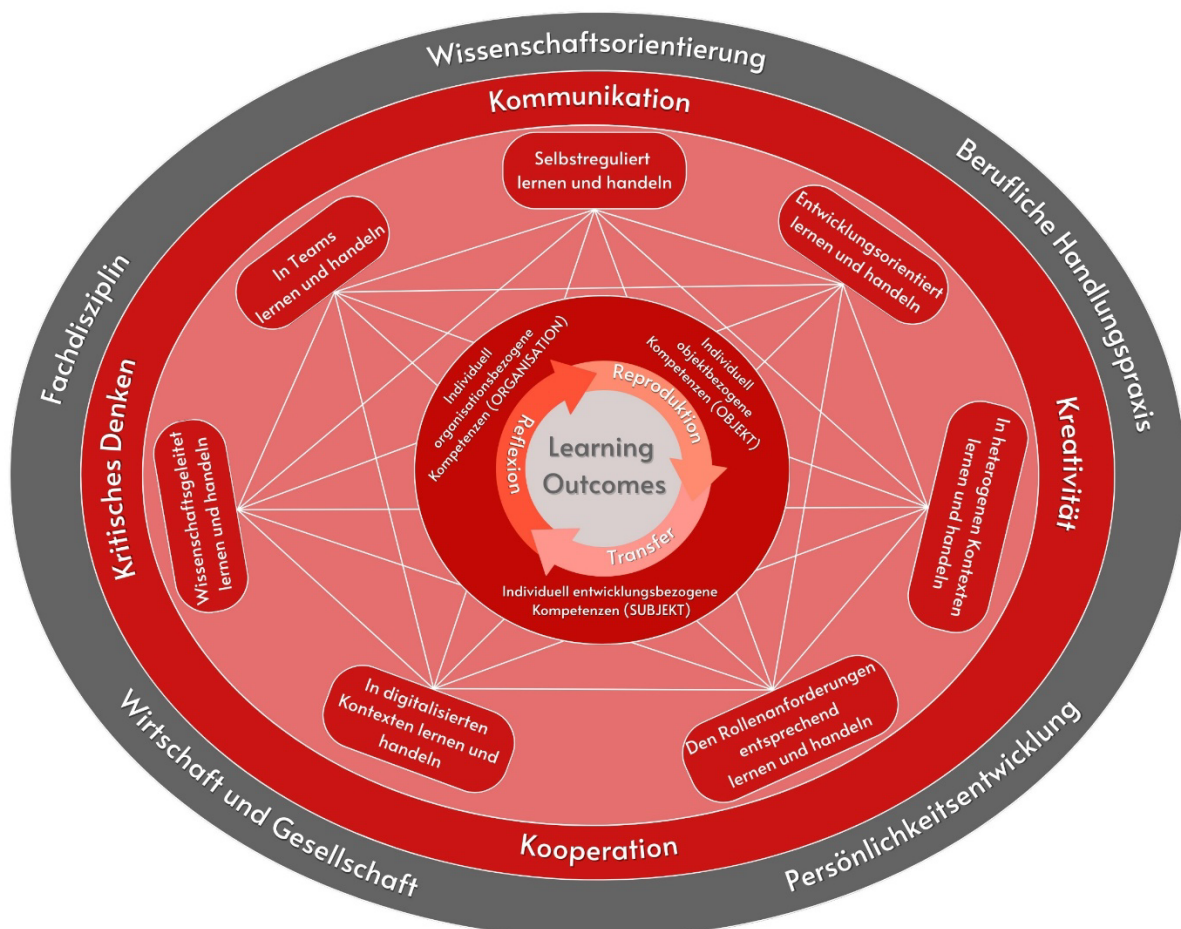 Wissenschaftsorientierung
Berufliche Handlungspraxis
Persönlichkeitsentwicklung
Wirtschaft und Gesellschaft
Fachdisziplin
Kommunikation
Kreativität
Kooperation
Kritisches Denken
Selbstreguliert
lernen und handeln
Entwicklungsorientiert
lernen und handeln
In heterogenen Kontexten
lernen und handeln
Den Rollenanforderungen
entsprechend
lernen und handeln
In digitalisierten
Kontexten lernen und
handeln
Wissenschaftsgeleitet
lernen und handeln
In Teams
lernen und handeln
Individuell
organisationsbezogene
Kompetenzen (ORGANISATION)
Individuell
objektbezogene
Kompetenzen (OBJEKT)
Individuell entwicklungsbezogene
Kompetenzen (SUBJEKT)
Reproduktion
Transfer
Reflexion
Learning
Outcomes